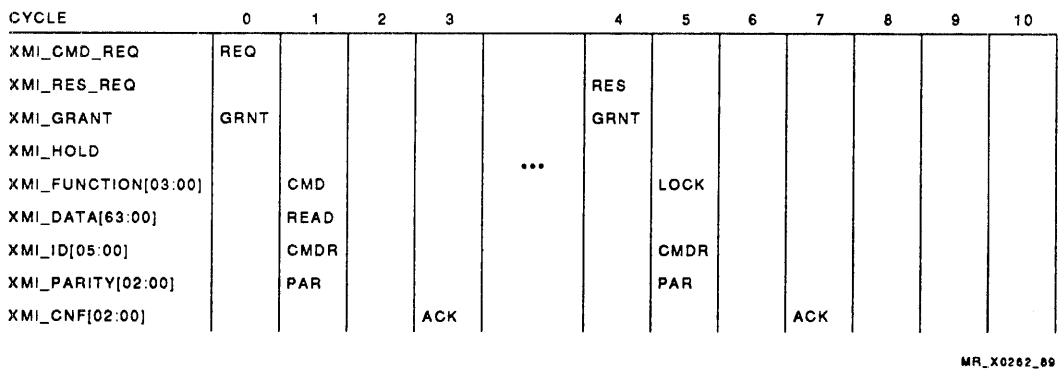 CYCLE 0 1 2 3 4 5 6 7 8 9 10
XMI_CMD_REQ REQ
XMI_RES_REQ RES
XMI_GRANT GRNT GRNT
XMI_HOLD
•••
XMI_FUNCTION[03:00] CMD LOCK
XMI_DATA[63:00] READ
XMI_ID[05:00] CMDR CMDR
XMI_PARITY[02:00] PAR PAR
XMI_CNF[02:00] ACK ACK
MR_X0262_89